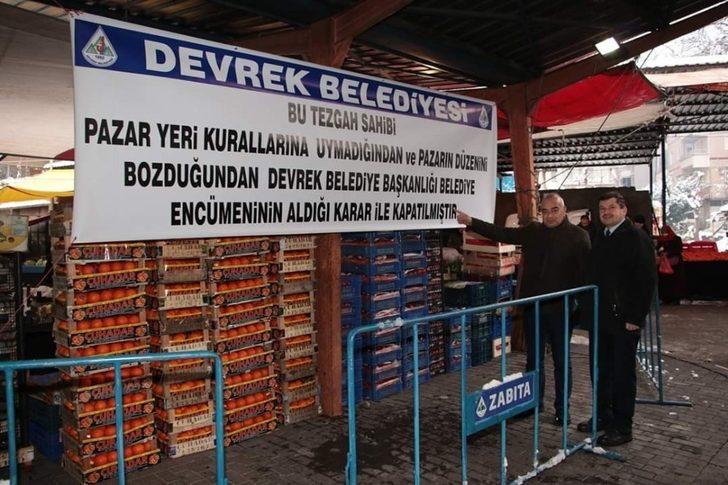 DEVREK BELEDİYESİ
BU TEZGAH SAHİBİ
PAZAR YERİ KURALLARINA UYMADIĞINDAN ve PAZARIN DÜZENİNİ
BOZDUĞUNDAN DEVREK BELEDİYE BAŞKANLIĞI BELEDİYE
ENCÜMENİNİN ALDIĞI KARAR İLE KAPATILMIŞTIR
ZABITA